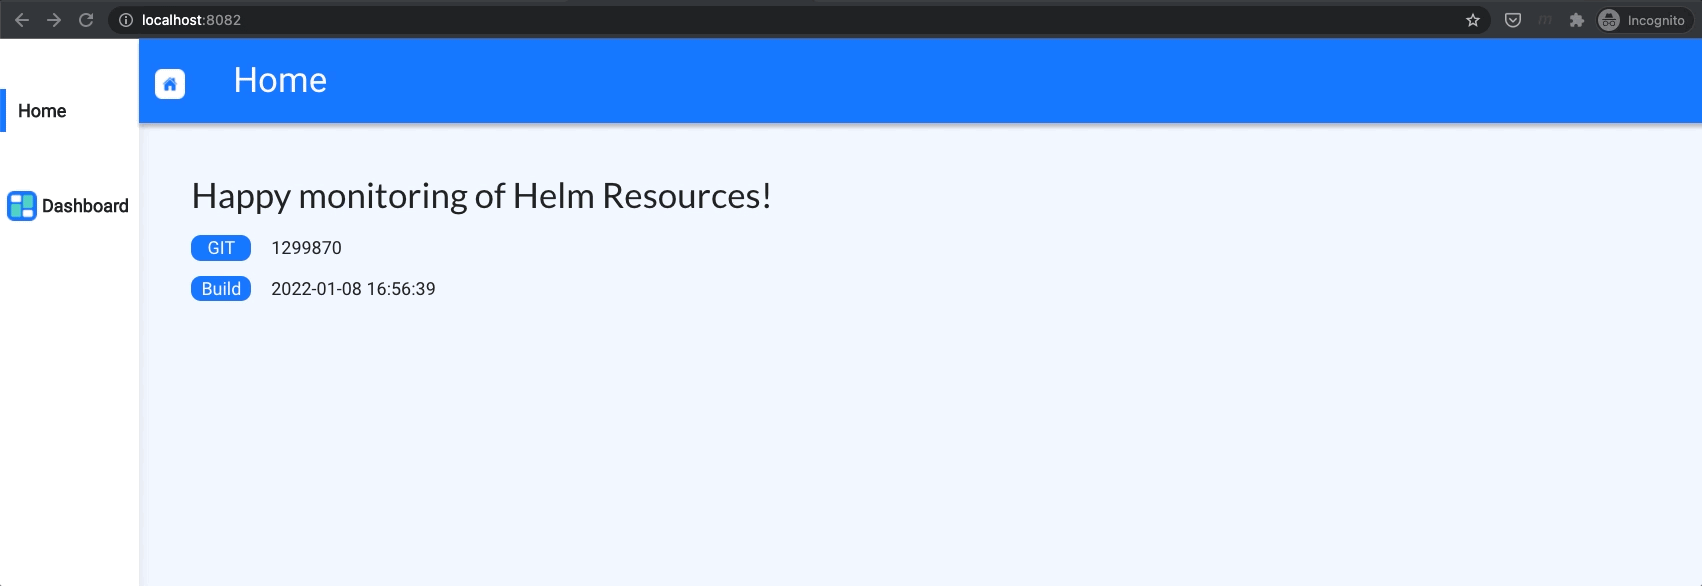 localhost:8082
Incognito
Home
Home
Dashboard
Happy monitoring of Helm Resources!
GIT 1299870
Build 2022-01-08 16:56:39